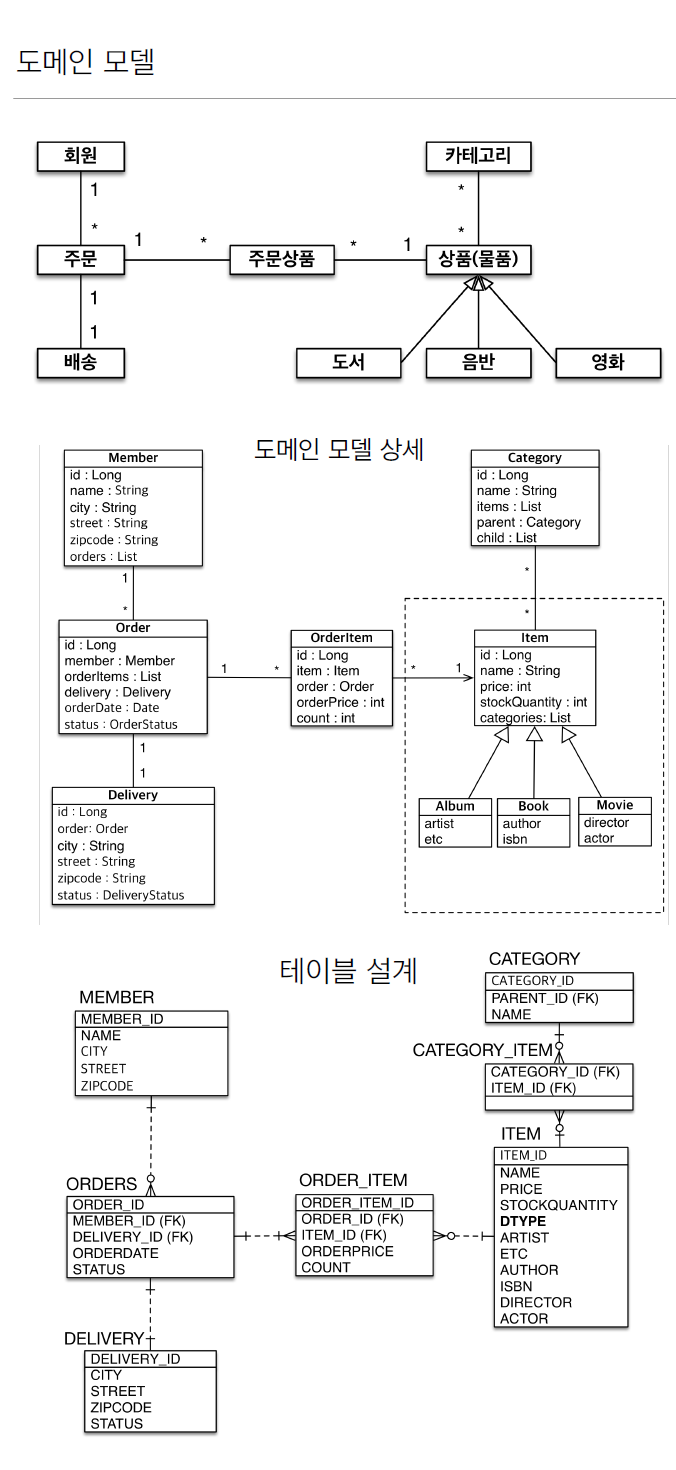 도메인 모델
회원
카테고리
1
*
*
*
주문
1
*
주문상품
*
1
상품(물품)
1
1
배송
도서
음반
영화
도메인 모델 상세
Member
id : Long
name : String
city : String
street : String
zipcode : String
orders : List
Category
id : Long
name : String
items : List
parent : Category
child : List
1
*
*
*
Order
id : Long
member : Member
orderItems : List
delivery : Delivery
orderDate : Date
status : OrderStatus
1
*
OrderItem
id : Long
item : Item
order : Order
orderPrice : int
count : int
*
1
Item
id : Long
name : String
price: int
stockQuantity : int
categories: List
1
1
Delivery
id : Long
order: Order
city : String
street : String
zipcode : String
status : DeliveryStatus
Album
artist
etc
Book
author
isbn
Movie
director
actor
테이블 설계
MEMBER
MEMBER_ID
NAME
CITY
STREET
ZIPCODE
CATEGORY
CATEGORY_ID
PARENT_ID (FK)
NAME
CATEGORY_ITEM
CATEGORY_ID (FK)
ITEM_ID (FK)
ORDERS
ORDER_ID
MEMBER_ID (FK)
DELIVERY_ID (FK)
ORDERDATE
STATUS
ORDER_ITEM
ORDER_ITEM_ID
ORDER_ID (FK)
ITEM_ID (FK)
ORDERPRICE
COUNT
ITEM
ITEM_ID
NAME
PRICE
STOCKQUANTITY
DTYPE
ARTIST
ETC
AUTHOR
ISBN
DIRECTOR
ACTOR
DELIVERY
DELIVERY_ID
CITY
STREET
ZIPCODE
STATUS